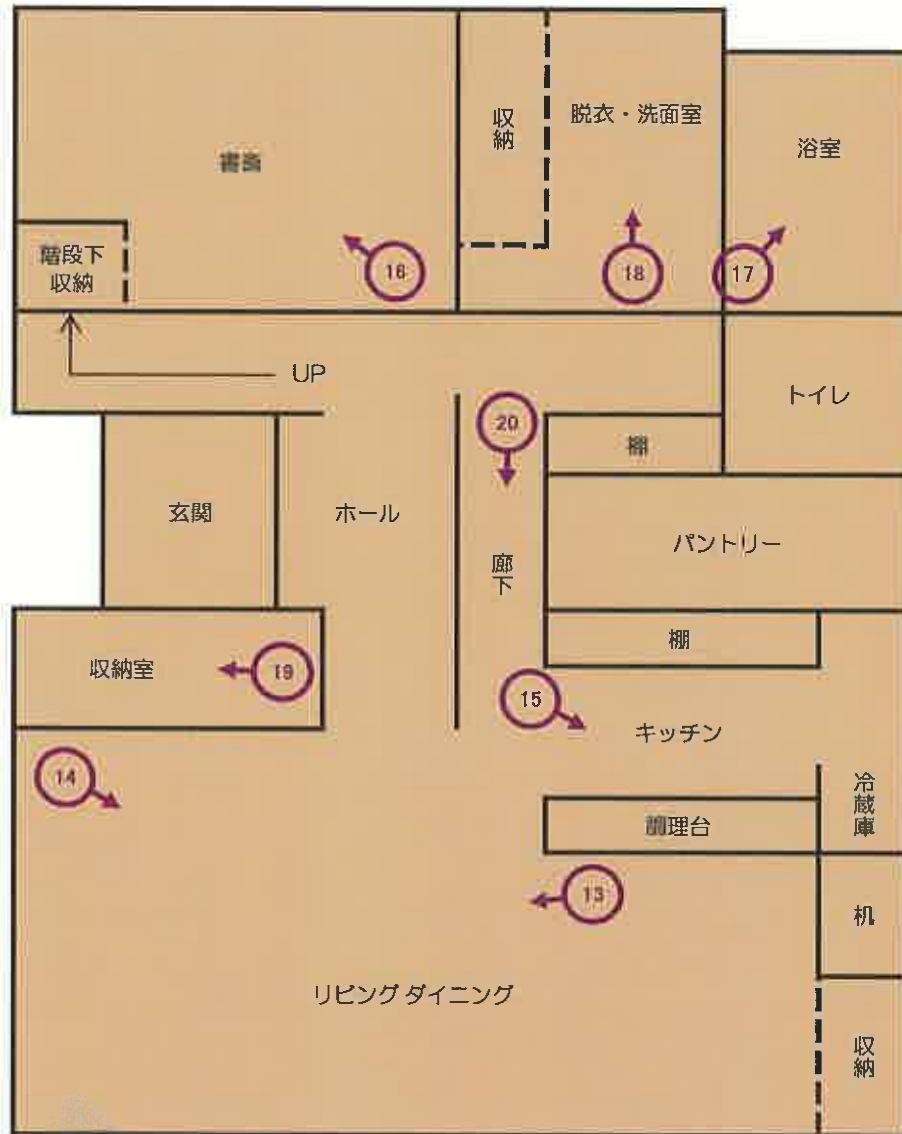 収納
脱衣・洗面室
浴室
書斎
階段下
収納
16
18
17
UP
トイレ
20
棚
玄関
ホール
パントリー
廊下
棚
収納室
19
15
キッチン
14
冷蔵庫
調理台
13
机
リビングダイニング
収納